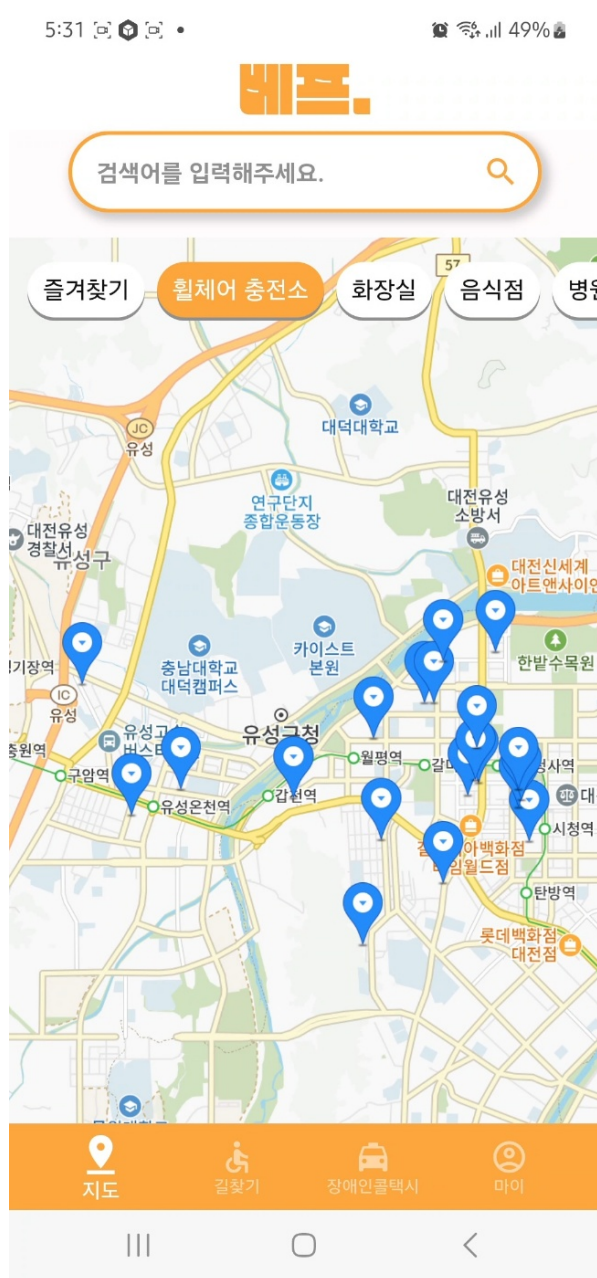 5:31
49%
베프.
검색어를 입력해주세요.
즐겨찾기
휠체어 충전소
화장실
57
음식점
JC
유성
대덕대학교
연구단지
종합운동장
대전유성
소방서
대전유성
경찰서
유성구
대전신세계
아트앤사이언
카이스트
본원
충남대학교
대덕캠퍼스
한밭수목원
IC
유성
유성구청
월평역
구암역
유성온천역
갑천역
시청역
탄방역
롯데백화점
대전점
지도
길찾기
장애인콜택시
마이